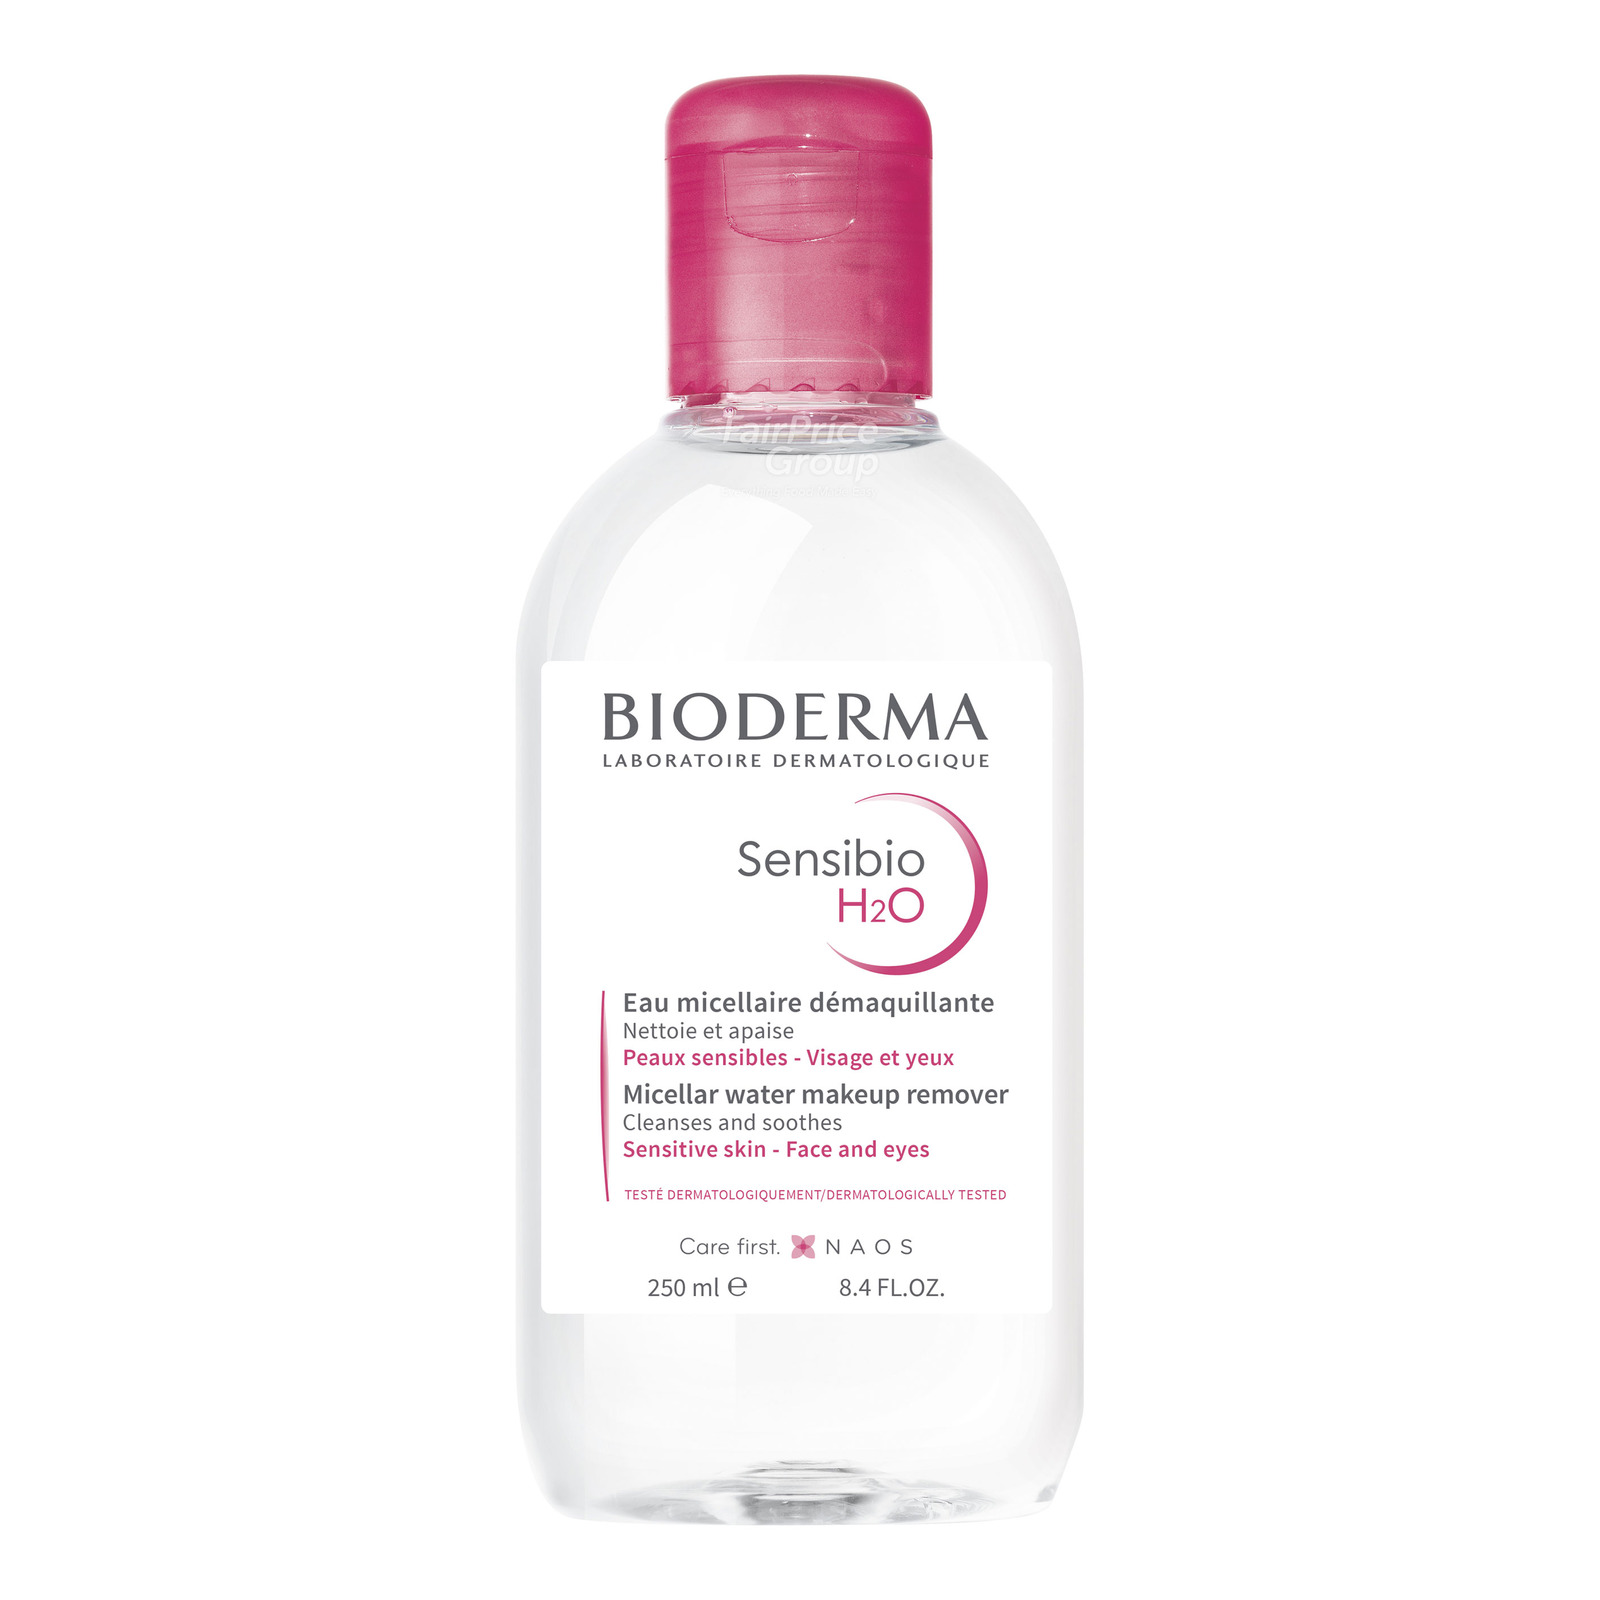 FairPrice
Group
BIODERMA
LABORATOIRE DERMATOLOGIQUE
Sensibio
H2O
Eau micellaire démaquillante
Nettoie et apaise
Peaux sensibles - Visage et yeux
Micellar water makeup remover
Cleanses and soothes
Sensitive skin - Face and eyes
TESTÉ DERMATOLOGIQUEMENT/DERMATOLOGICALLY TESTED
Care first. NAOS
250 ml ℮ 8.4 FL.OZ.